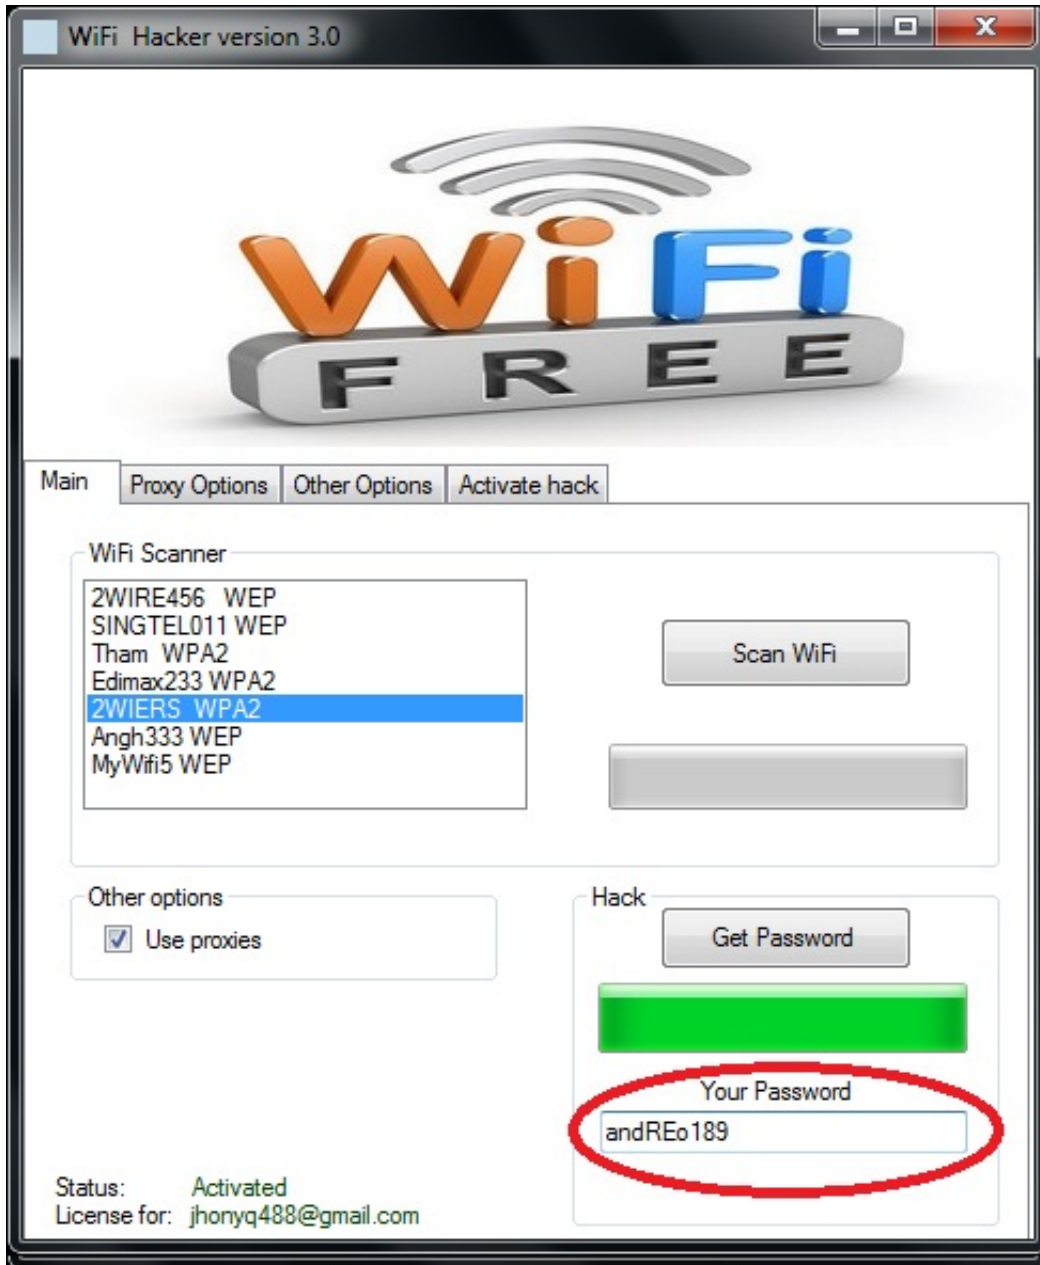 WiFi Hacker version 3.0
WiFi
FREE
Main
Proxy Options
Other Options
Activate hack
WiFi Scanner
2WIRE456 WEP
SINGTEL011 WEP
Tham WPA2
Edimax233 WPA2
2WIERS WPA2
Angh333 WEP
MyWifi5 WEP
Scan WiFi
Other options
Use proxies
Hack
Get Password
Your Password
andREo189
Status: Activated
License for: jhonyq488@gmail.com